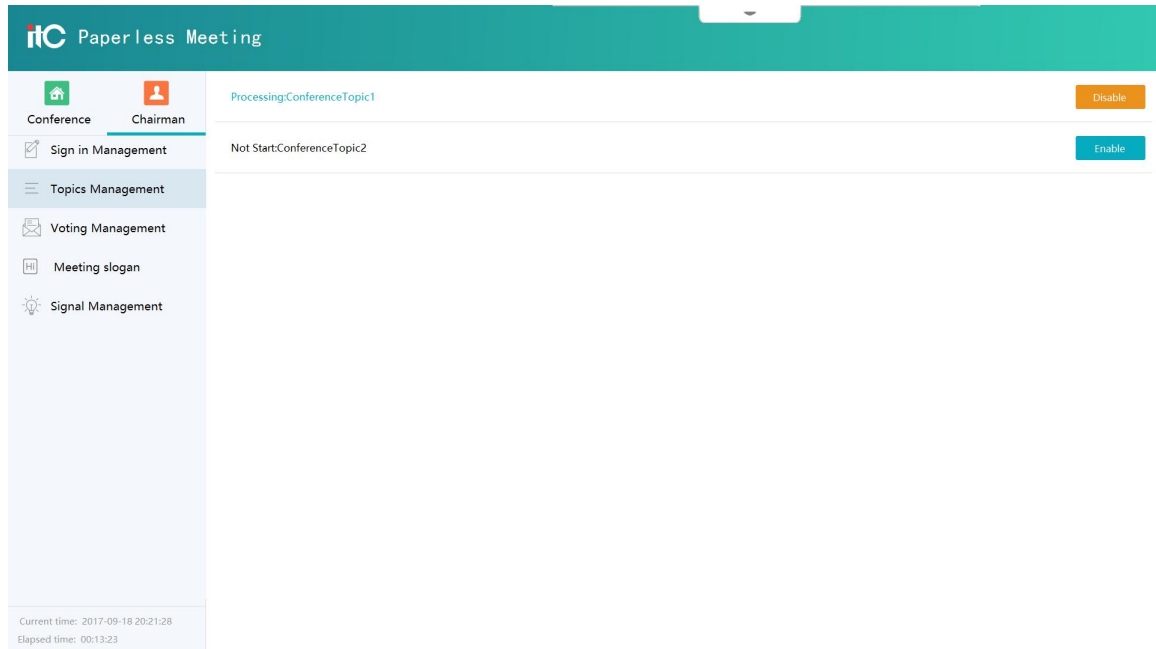 itC Paperless Meeting
Conference
Chairman
Sign in Management
Topics Management
Voting Management
HI Meeting slogan
Signal Management
Processing:ConferenceTopic1
Disable
Not Start:ConferenceTopic2
Enable
Current time: 2017-09-18 20:21:28
Elapsed time: 00:13:23